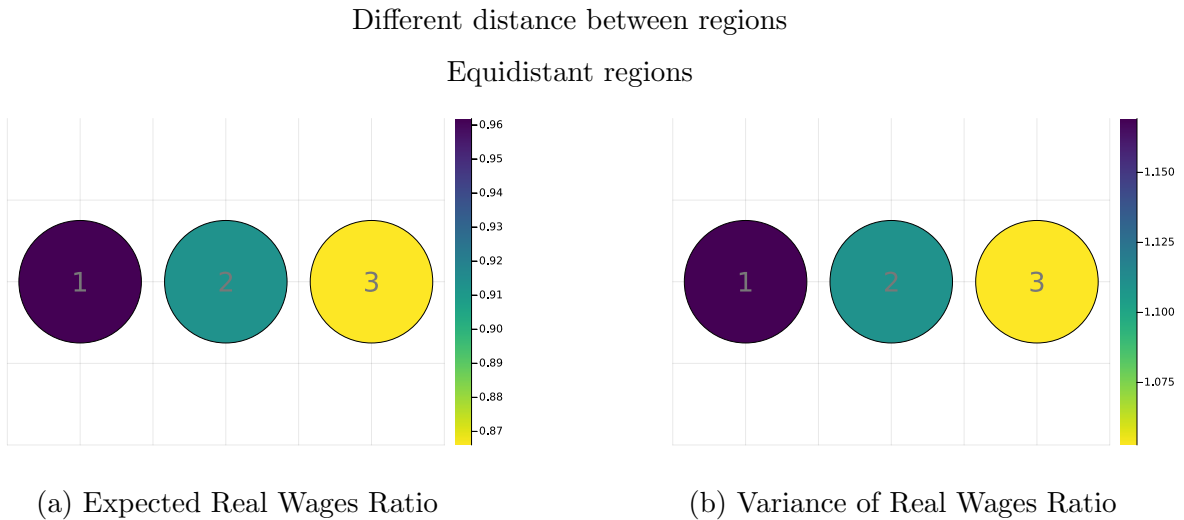 Different distance between regions
Equidistant regions
1 2 3
0.96
0.95
0.94
0.93
0.92
0.91
0.90
0.89
0.88
0.87
(a) Expected Real Wages Ratio
1 2 3
1.150
1.125
1.100
1.075
(b) Variance of Real Wages Ratio